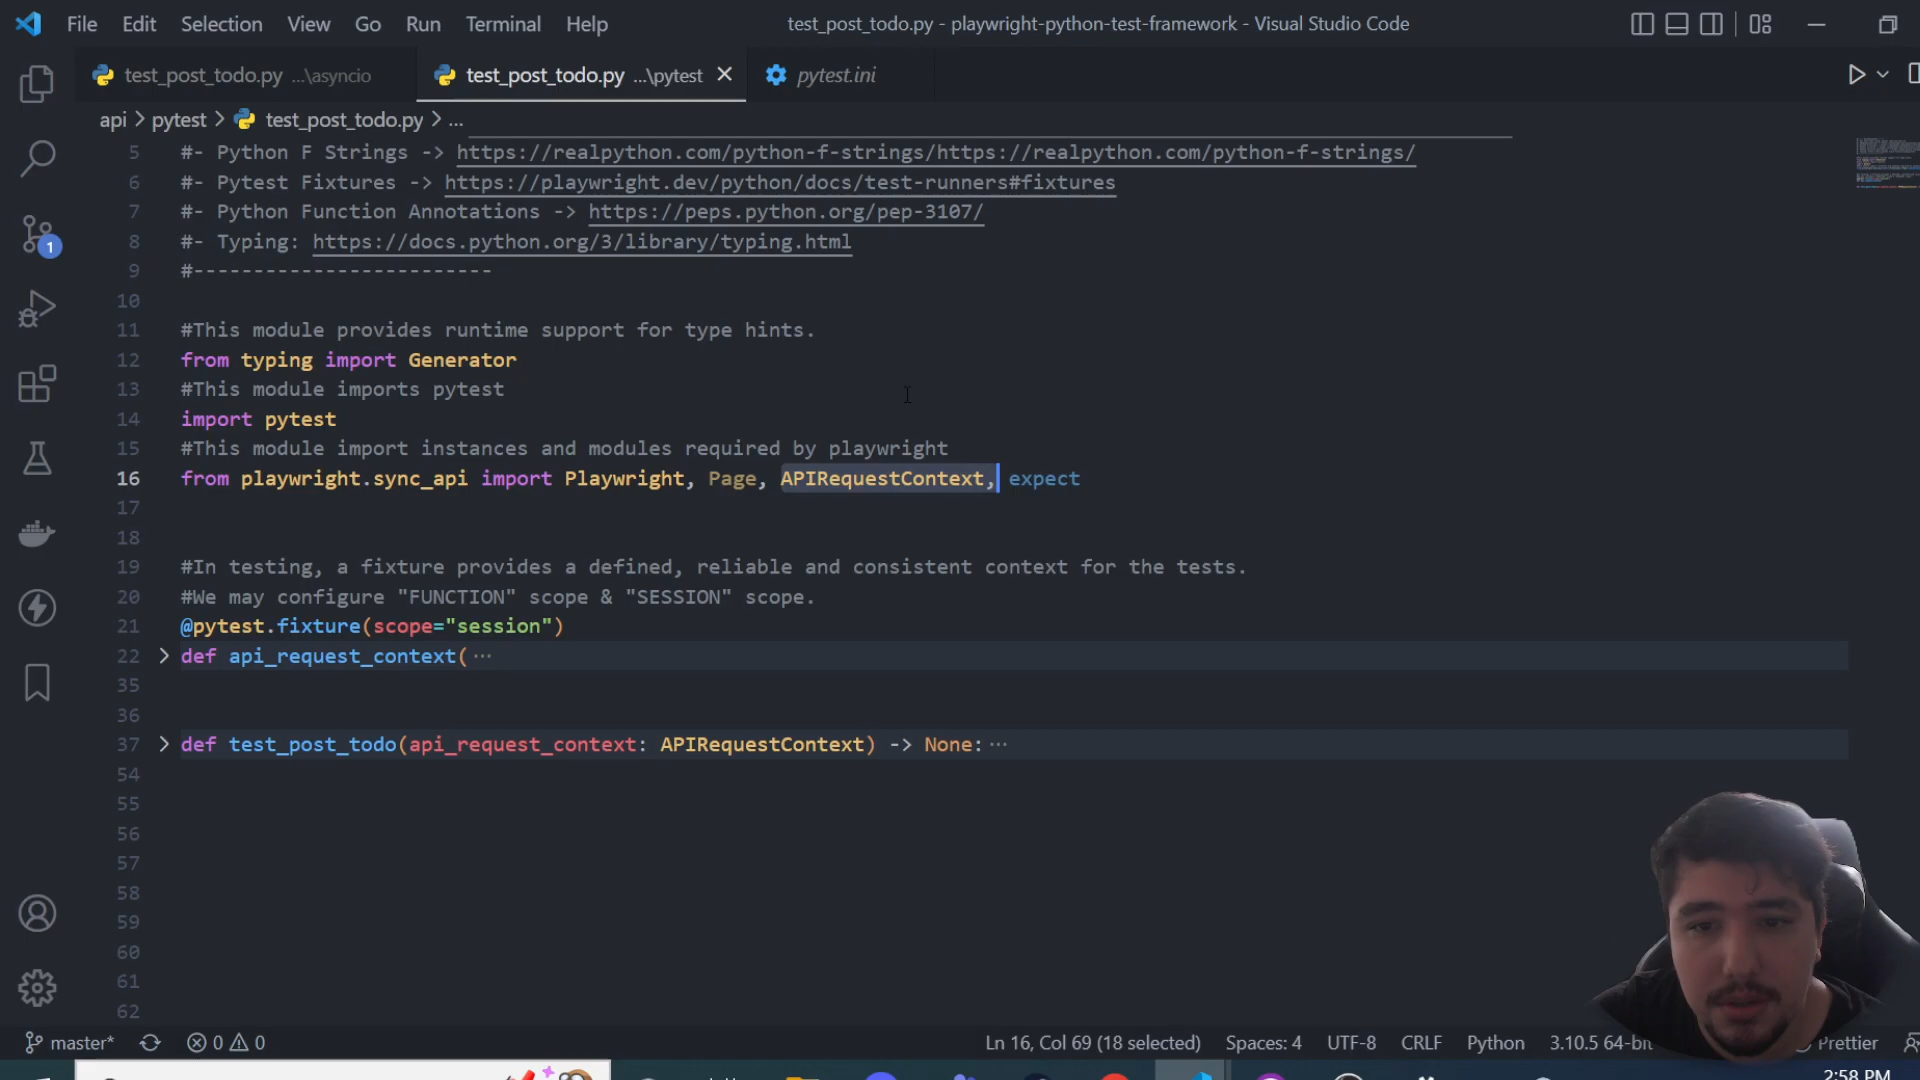 File Edit Selection View Go Run Terminal Help
test_post_todo.py - playwright-python-test-framework - Visual Studio Code
test_post_todo.py ...\asyncio
test_post_todo.py ...\pytest
pytest.ini
api > pytest > test_post_todo.py > ...
5 #- Python F Strings -> https://realpython.com/python-f-strings/https://realpython.com/python-f-strings/
6 #- Pytest Fixtures -> https://playwright.dev/python/docs/test-runners#fixtures
7 #- Python Function Annotations -> https://peps.python.org/pep-3107/
8 #- Typing: https://docs.python.org/3/library/typing.html
9 #-------------------------
10
11 #This module provides runtime support for type hints.
12 from typing import Generator
13 #This module imports pytest
14 import pytest
15 #This module import instances and modules required by playwright
16 from playwright.sync_api import Playwright, Page, APIRequestContext, expect
17
18
19 #In testing, a fixture provides a defined, reliable and consistent context for the tests.
20 #We may configure "FUNCTION" scope & "SESSION" scope.
21 @pytest.fixture(scope="session")
22 def api_request_context( ...
35
36
37 def test_post_todo(api_request_context: APIRequestContext) -> None: ...
54
55
56
57
58
59
60
61
62
1
master* 0 0 Ln 16, Col 69 (18 selected) Spaces: 4 UTF-8 CRLF Python 3.10.5 64-bit Prettier
2:58 PM